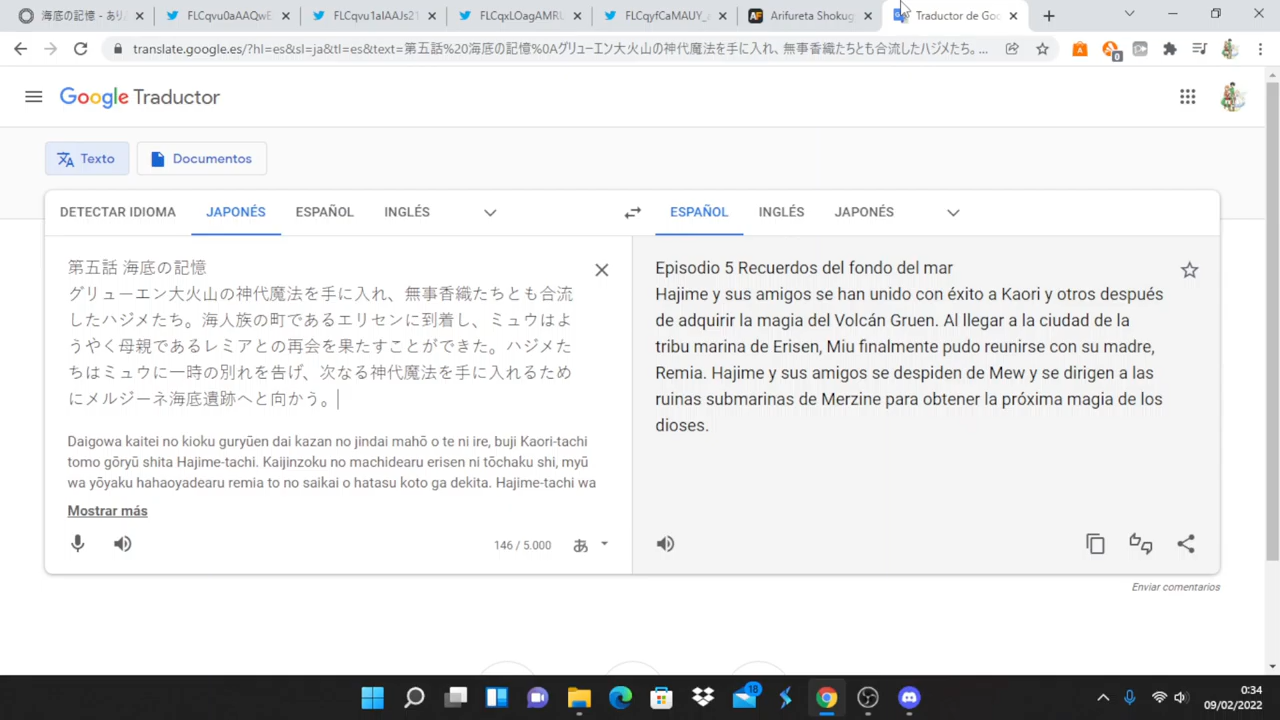 海底の記憶 - ありふ
FLCqvu0aAAQwE
FLCqvu1aIAAJs21
FLCqxLOagAMRL
FLCqyfCaMAUY_
Arifureta Shokug
Traductor de Goo
translate.google.es/?hl=es&sl=ja&tl=es&text=第五話%20海底の記憶%0Aグリューエン大火山の神代魔法を手に入れ、無事香織たちとも合流したハジメたち。...
0
Google Traductor
Texto
Documentos
DETECTAR IDIOMA JAPONÉS ESPAÑOL INGLÉS
ESPAÑOL INGLÉS JAPONÉS
第五話 海底の記憶
グリューエン大火山の神代魔法を手に入れ、無事香織たちとも合流
したハジメたち。海人族の町であるエリセンに到着し、ミュウはよ
うやく母親であるレミアとの再会を果たすことができた。ハジメた
ちはミュウに一時の別れを告げ、次なる神代魔法を手に入れるため
にメルジーネ海底遺跡へと向かう。
Daigowa kaitei no kioku guryūen dai kazan no jindai mahō o te ni ire, buji Kaori-tachi
tomo gōryū shita Hajime-tachi. Kaijinzoku no machidearu erisen ni tōchaku shi, myū
wa yōyaku hahaoyadearu remia to no saikai o hatasu koto ga dekita. Hajime-tachi wa
Mostrar más
146 / 5.000
あ
Episodio 5 Recuerdos del fondo del mar
Hajime y sus amigos se han unido con éxito a Kaori y otros después
de adquirir la magia del Volcán Gruen. Al llegar a la ciudad de la
tribu marina de Erisen, Miu finalmente pudo reunirse con su madre,
Remia. Hajime y sus amigos se despiden de Mew y se dirigen a las
ruinas submarinas de Merzine para obtener la próxima magia de los
dioses.
Enviar comentarios
18
0:34
09/02/2022